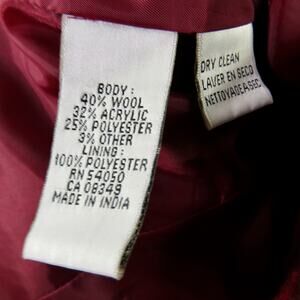 BODY:
40% WOOL
32% ACRYLIC
25% POLYESTER
3% OTHER
LINING:
100% POLYESTER
RN 54050
CA 08349
MADE IN INDIA
DRY CLEAN
LAVER EN SECO
NETTOYAGE A SEC